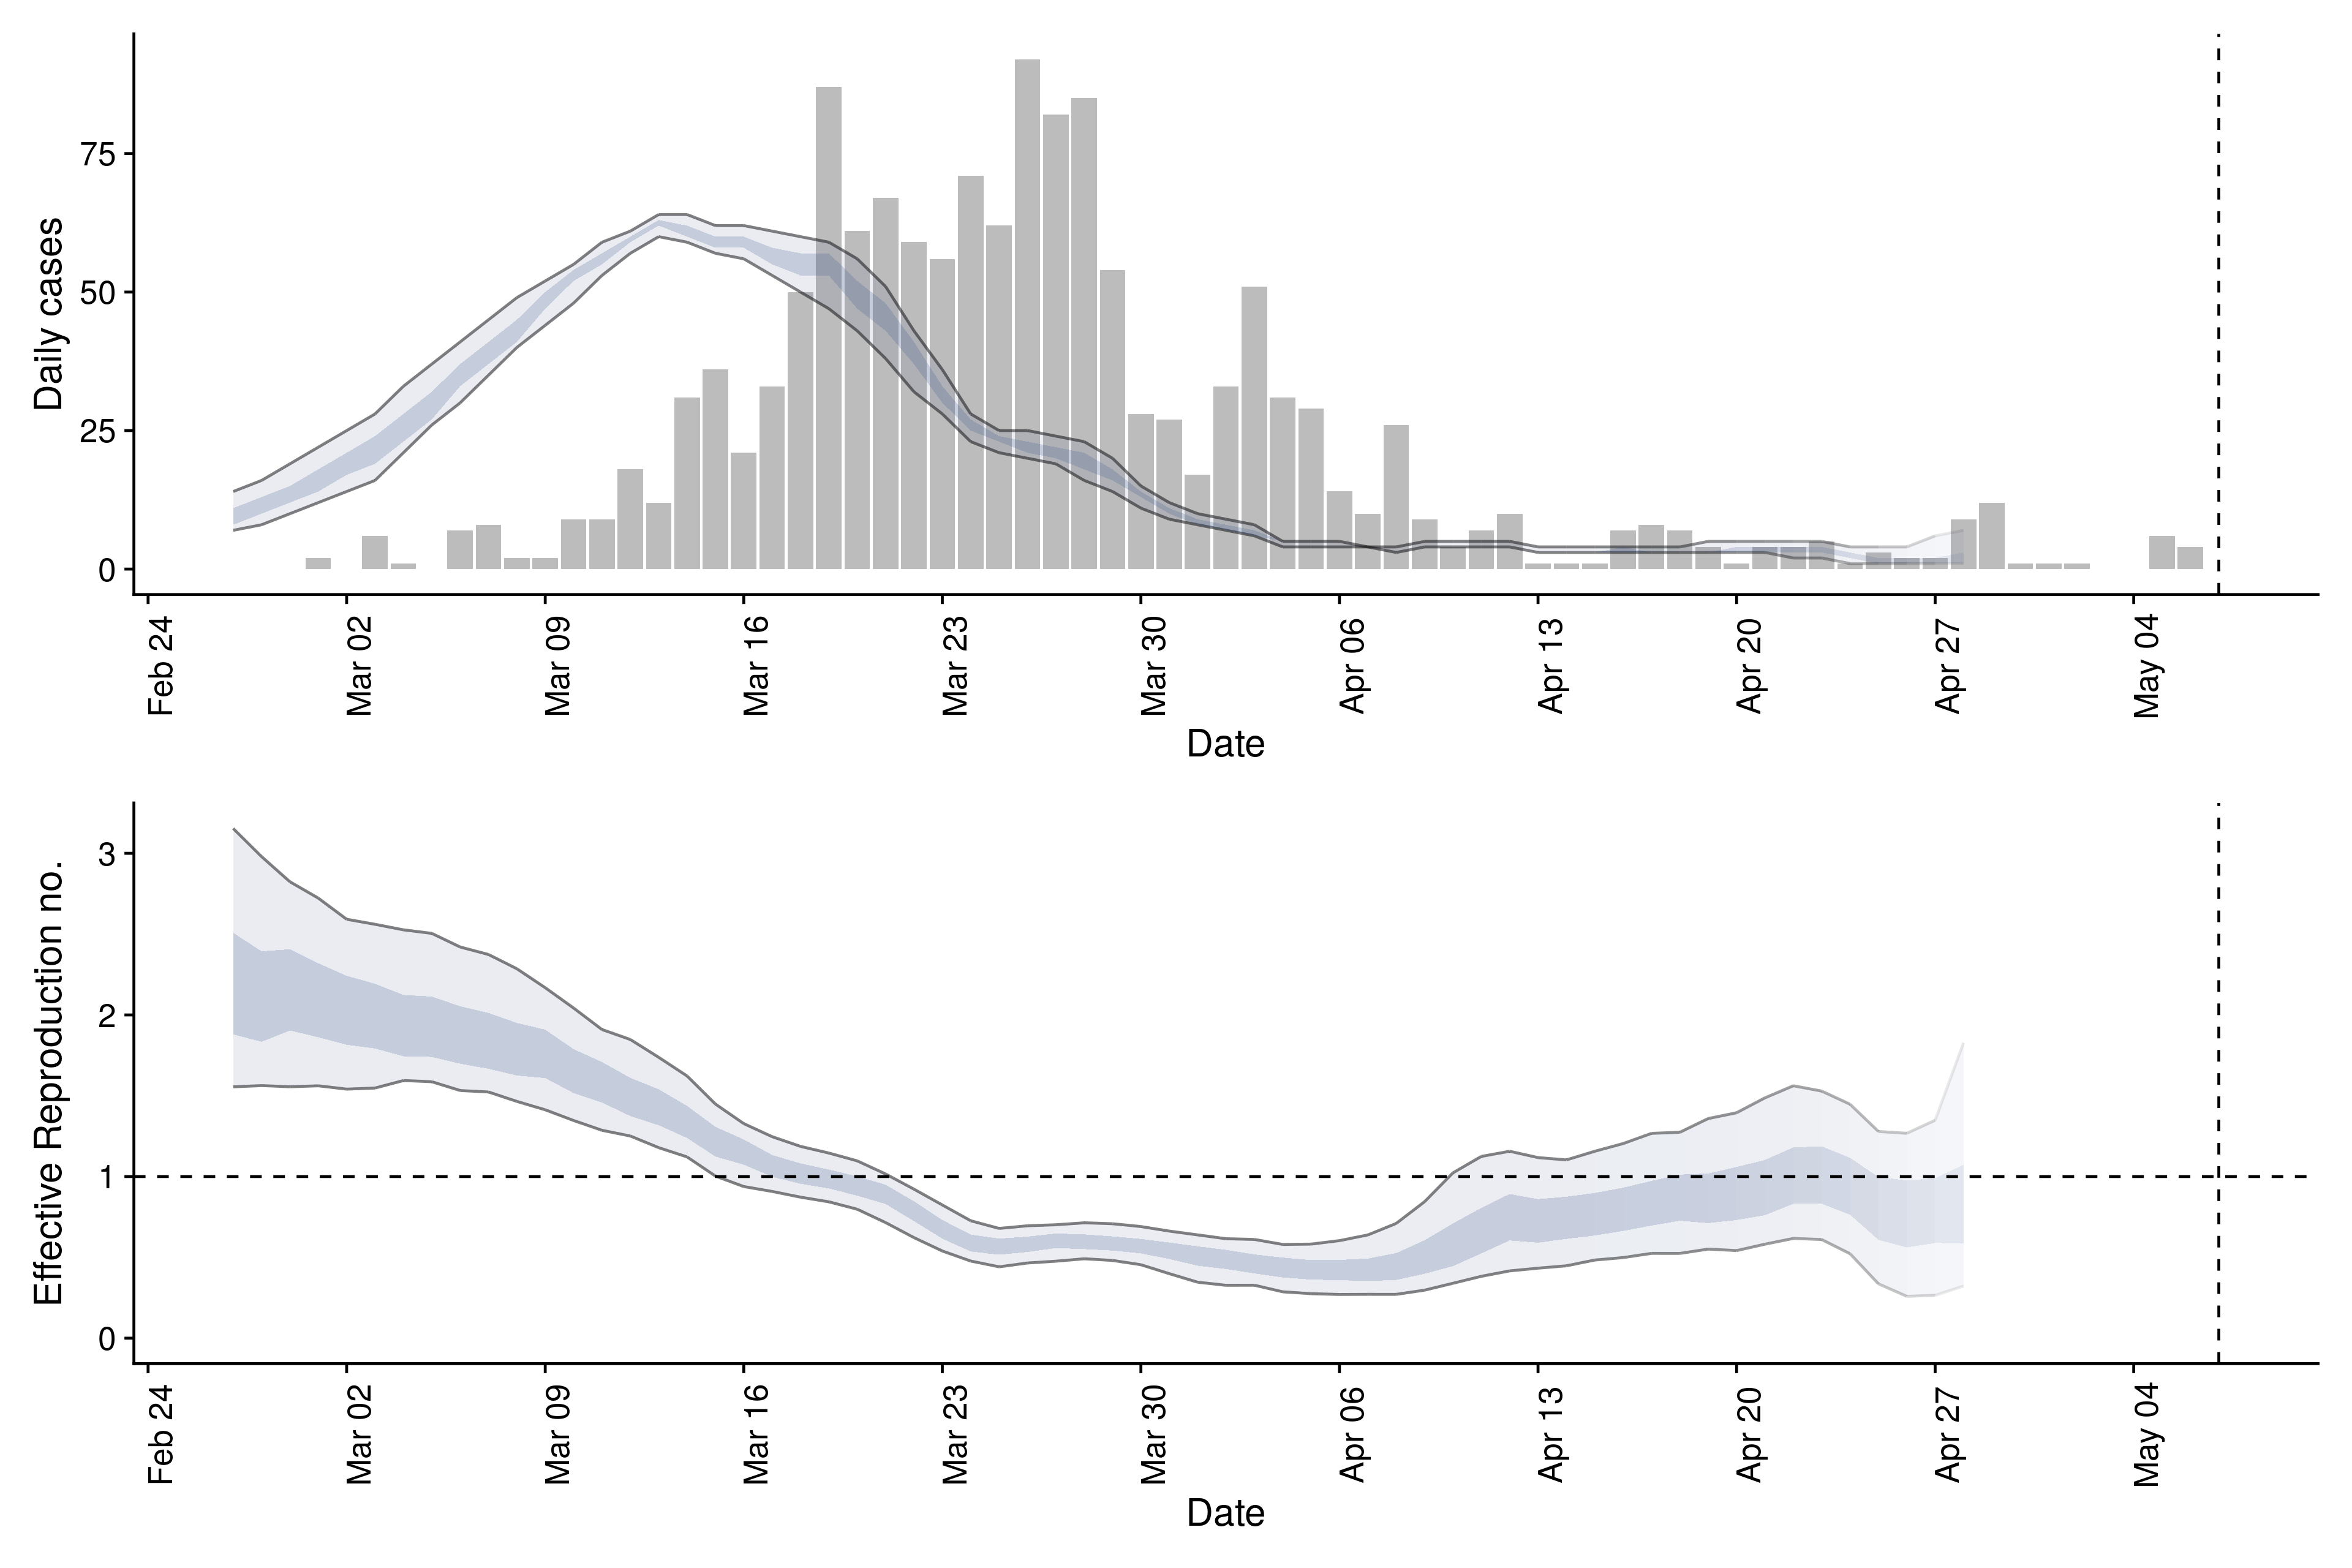 Daily cases
75
50
25
0
Feb 24
Mar 02
Mar 09
Mar 16
Mar 23
Mar 30
Apr 06
Apr 13
Apr 20
Apr 27
May 04
Date
Effective Reproduction no.
3
2
1
0
Feb 24
Mar 02
Mar 09
Mar 16
Mar 23
Mar 30
Apr 06
Apr 13
Apr 20
Apr 27
May 04
Date